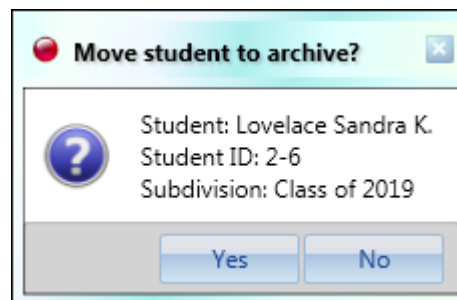 Move student to archive?
Student: Lovelace Sandra K.
Student ID: 2-6
Subdivision: Class of 2019
Yes No